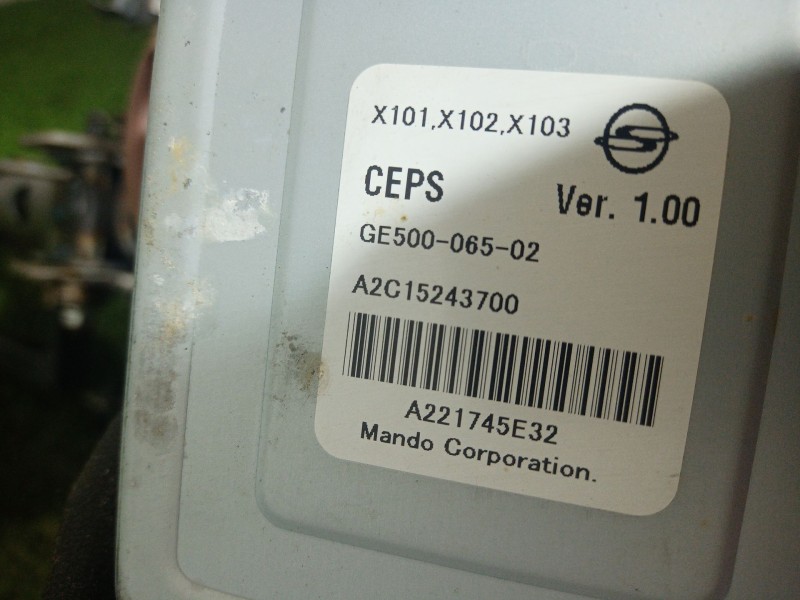 X101,X102,X103
CEPS
Ver. 1.00
GE500-065-02
A2C15243700
A221745E32
Mando Corporation.